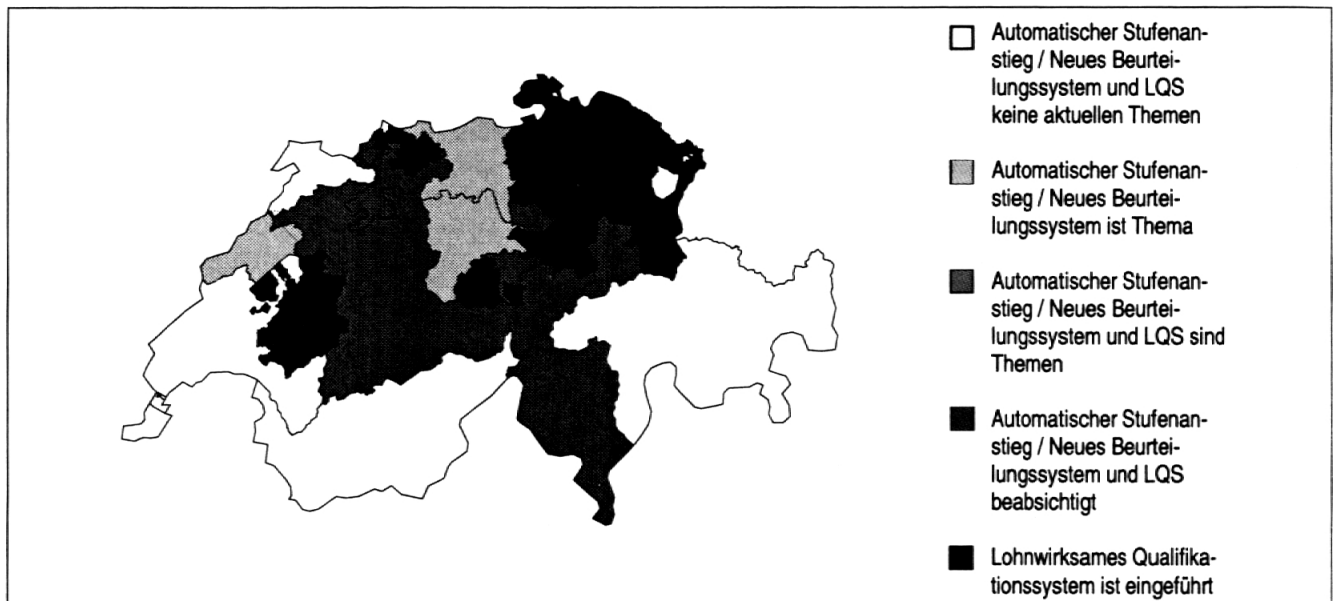 Automatischer Stufenan-
stieg / Neues Beurtei-
lungssystem und LQS
keine aktuellen Themen
Automatischer Stufenan-
stieg / Neues Beurtei-
lungssystem ist Thema
Automatischer Stufenan-
stieg / Neues Beurtei-
lungssystem und LQS sind
Themen
Automatischer Stufenan-
stieg / Neues Beurtei-
lungssystem und LQS
beabsichtigt
Lohnwirksames Qualifika-
tionssystem ist eingeführt